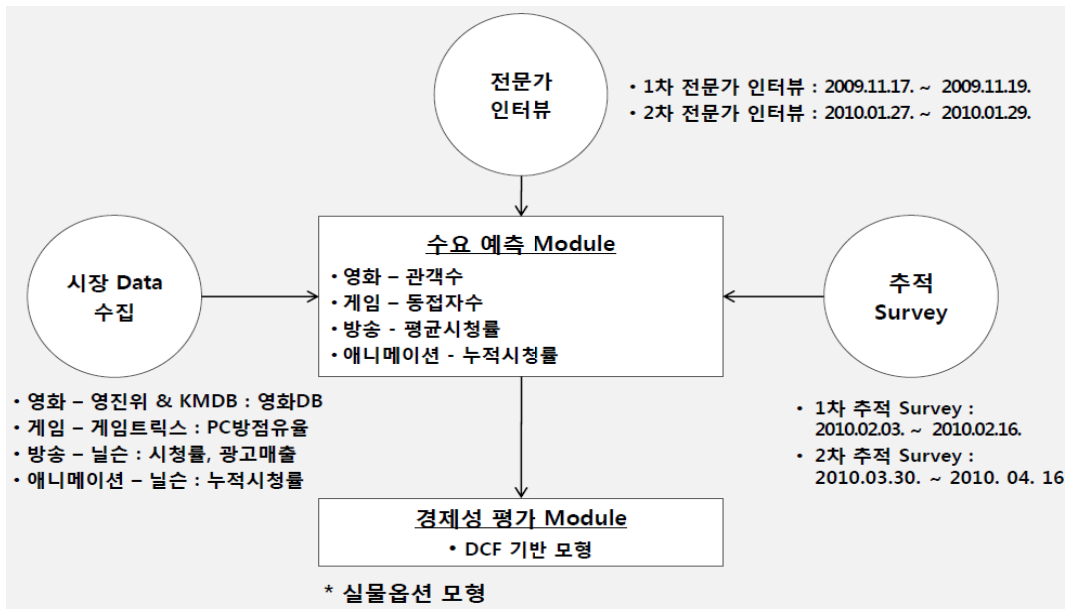 전문가
인터뷰
• 1차 전문가 인터뷰 : 2009.11.17. ~ 2009.11.19.
• 2차 전문가 인터뷰 : 2010.01.27. ~ 2010.01.29.
시장 Data
수집
• 영화 – 영진위 & KMDB : 영화DB
• 게임 – 게임트릭스 : PC방점유율
• 방송 – 닐슨 : 시청률, 광고매출
• 애니메이션 – 닐슨 : 누적시청률
수요 예측 Module
• 영화 – 관객수
• 게임 – 동접자수
• 방송 - 평균시청률
• 애니메이션 - 누적시청률
추적
Survey
• 1차 추적 Survey :
2010.02.03. ~ 2010.02.16.
• 2차 추적 Survey :
2010.03.30. ~ 2010. 04. 16
경제성 평가 Module
• DCF 기반 모형
* 실물옵션 모형